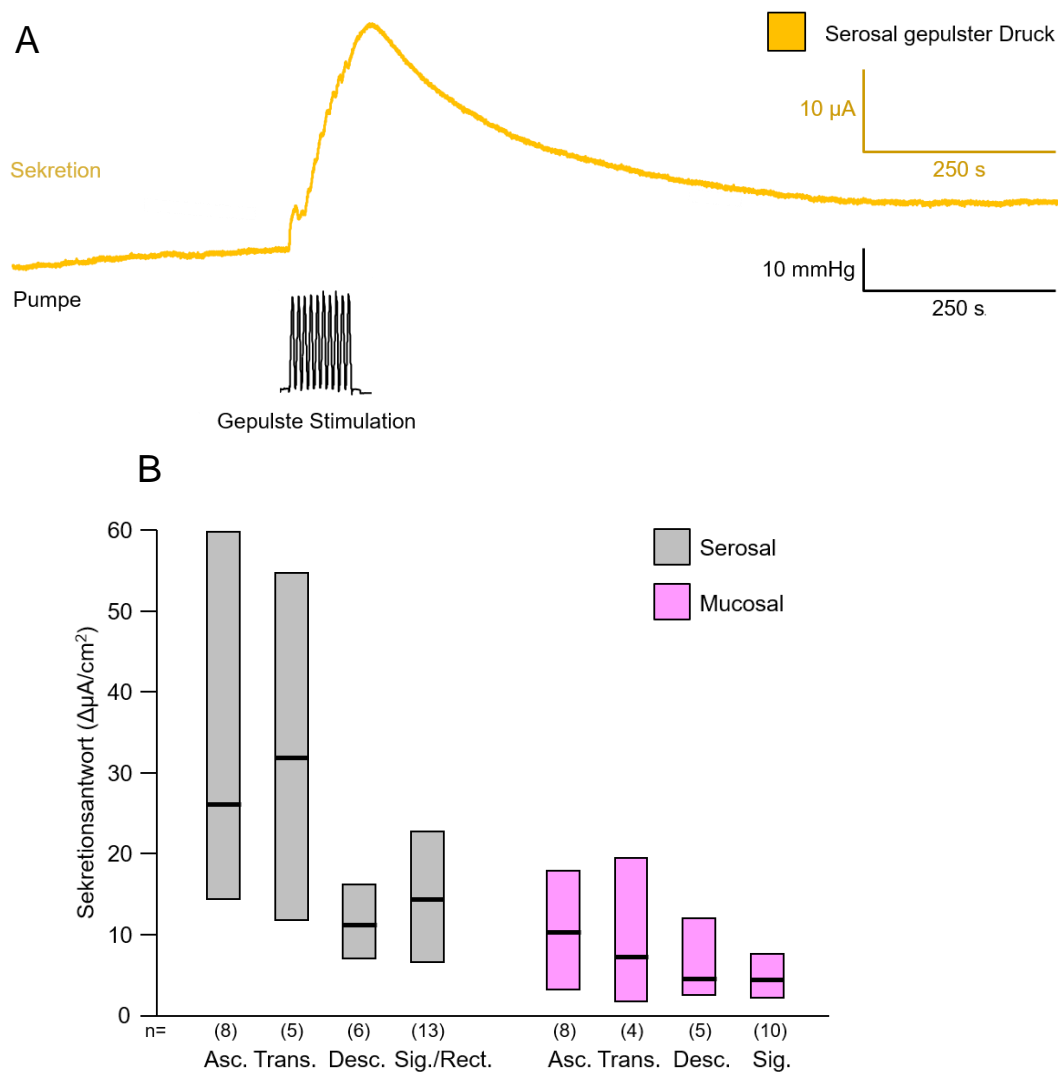 A
Serosal gepulster Druck
10 µA
250 s
Sekretion
10 mmHg
250 s
Pumpe
Gepulste Stimulation
B
Serosal
Mucosal
Sekretionsantwort (ΔµA/cm²)
60
50
40
30
20
10
0
n= (8) (5) (6) (13) (8) (4) (5) (10)
Asc. Trans. Desc. Sig./Rect. Asc. Trans. Desc. Sig.